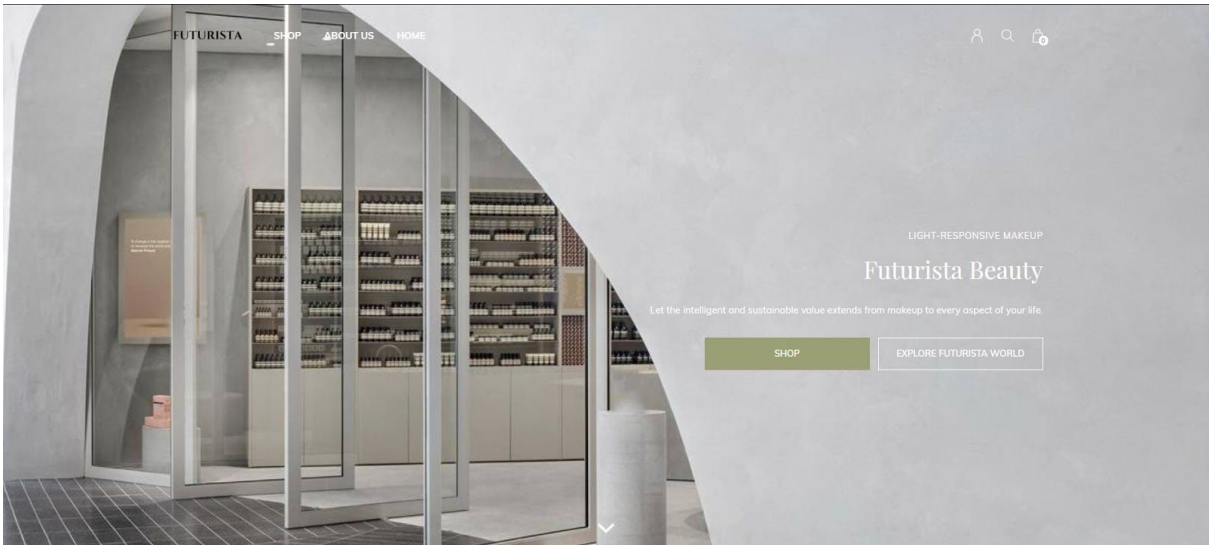 FUTURISTA SHOP ABOUT US HOME
0
LIGHT-RESPONSIVE MAKEUP
Futurista Beauty
Let the intelligent and sustainable value extends from makeup to every aspect of your life.
SHOP EXPLORE FUTURISTA WORLD